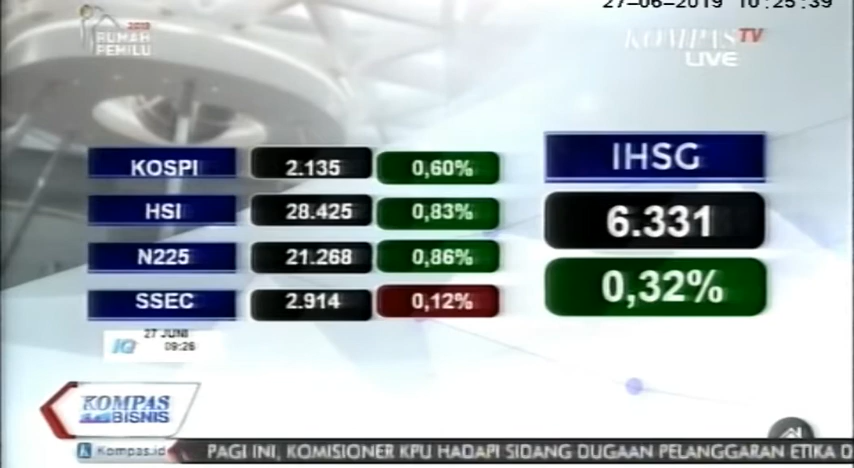 27-06-2019 10:25:39
2019
RUMAH
PEMILU
KOMPAS TV
LIVE
IHSG
6.331
0,32%
KOSPI 2.135 0,60%
HSI 28.425 0,83%
N225 21.268 0,86%
SSEC 2.914 0,12%
27 JUNI
09:26
KOMPAS
BISNIS
Kompas.id PAGI INI, KOMISIONER KPU HADAPI SIDANG DUGAAN PELANGGARAN ETIKA D